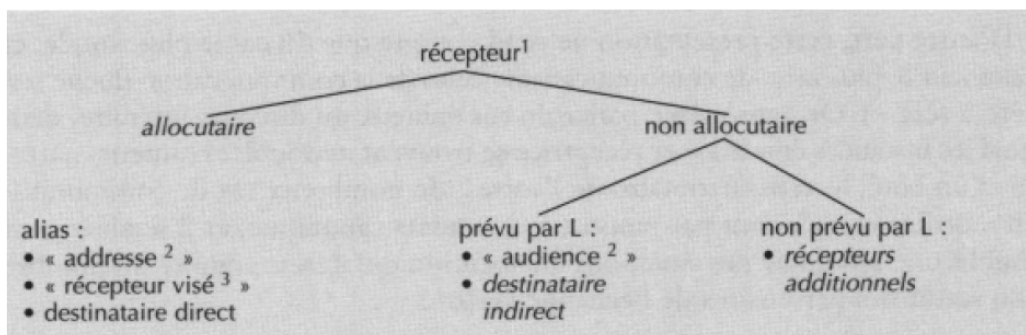 récepteur¹
allocutaire
non allocutaire
alias :
• « addresse ² »
• « récepteur visé ³ »
• destinataire direct
prévu par L :
• « audience ² »
• destinataire
indirect
non prévu par L :
• récepteurs
additionnels